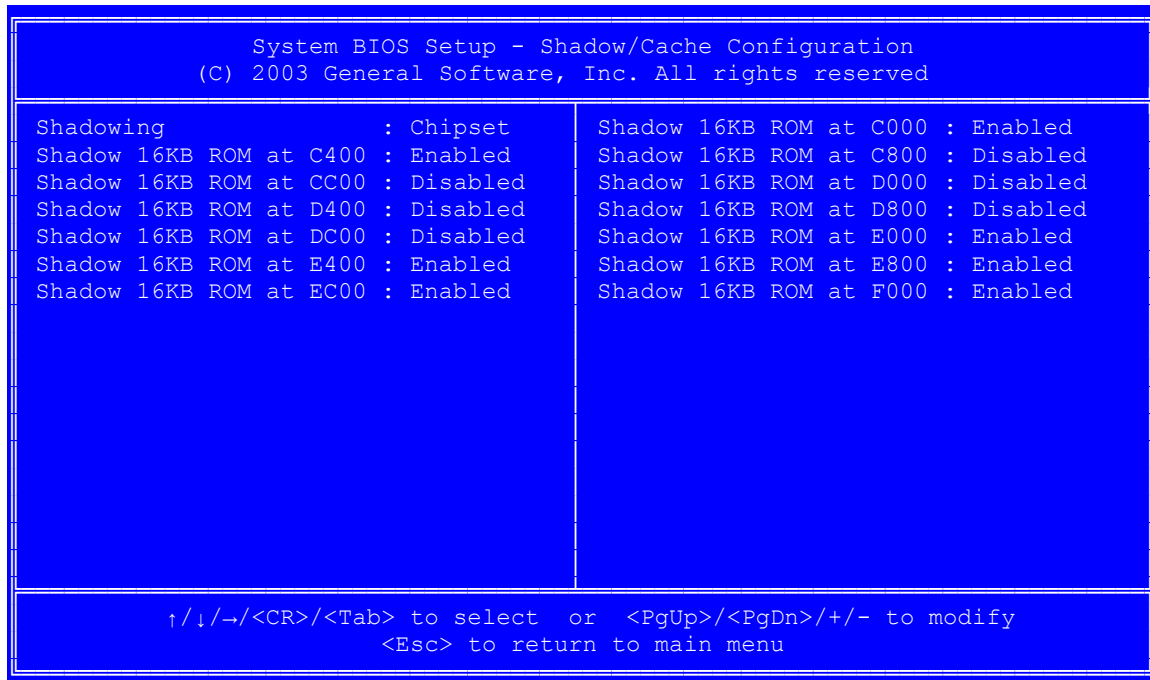 System BIOS Setup - Shadow/Cache Configuration
(C) 2003 General Software, Inc. All rights reserved
Shadowing : Chipset
Shadow 16KB ROM at C000 : Enabled
Shadow 16KB ROM at C400 : Enabled
Shadow 16KB ROM at C800 : Disabled
Shadow 16KB ROM at CC00 : Disabled
Shadow 16KB ROM at D000 : Disabled
Shadow 16KB ROM at D400 : Disabled
Shadow 16KB ROM at D800 : Disabled
Shadow 16KB ROM at DC00 : Disabled
Shadow 16KB ROM at E000 : Enabled
Shadow 16KB ROM at E400 : Enabled
Shadow 16KB ROM at E800 : Enabled
Shadow 16KB ROM at EC00 : Enabled
Shadow 16KB ROM at F000 : Enabled
↑/↓/→/<CR>/<Tab> to select or <PgUp>/<PgDn>/+/- to modify
<Esc> to return to main menu